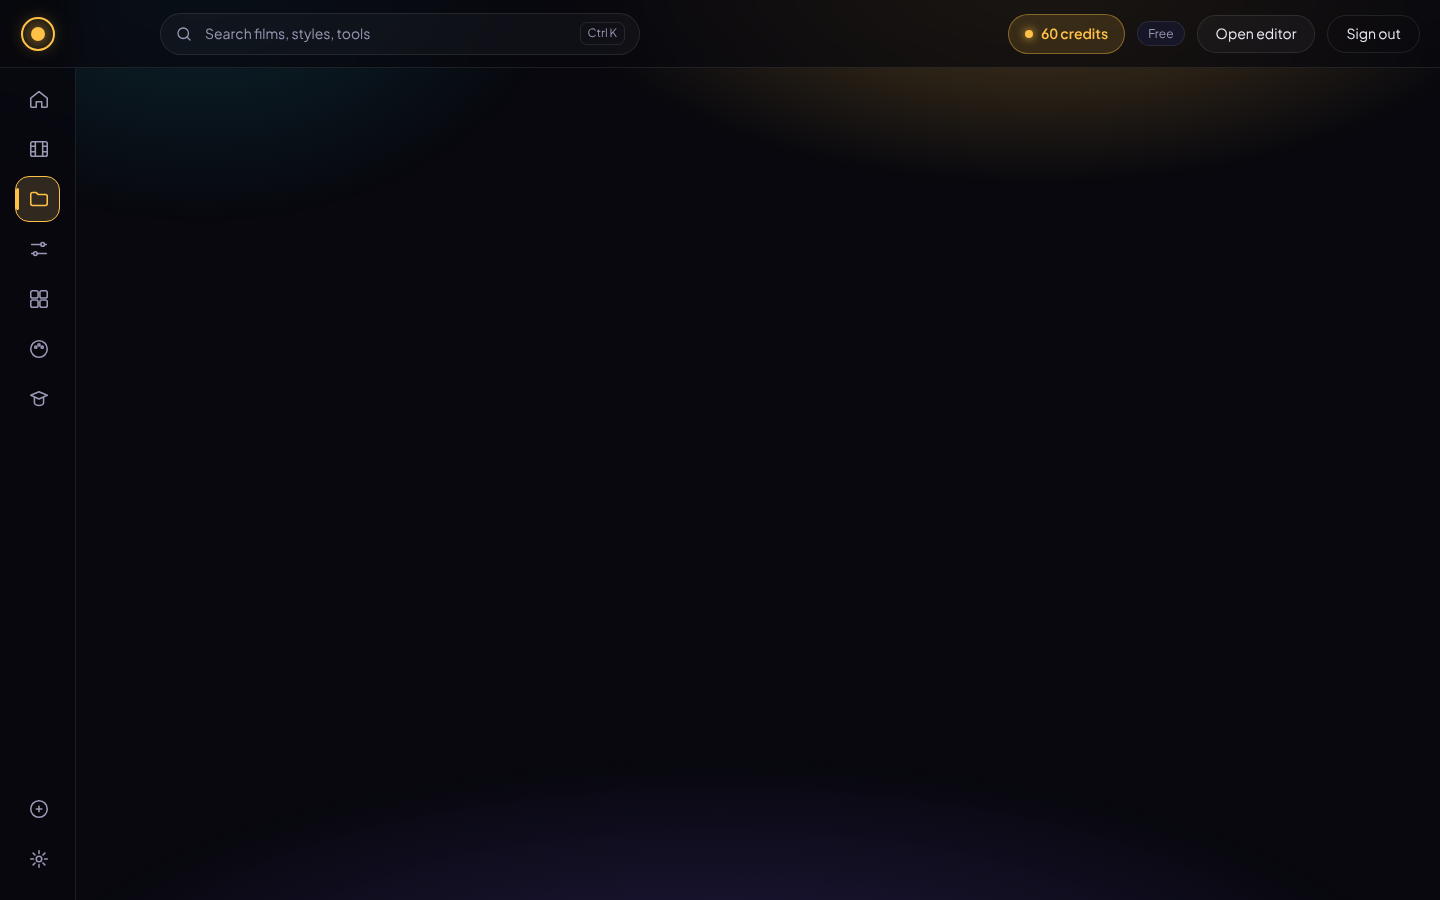 Search films, styles, tools
Ctrl K
60 credits
Free
Open editor
Sign out